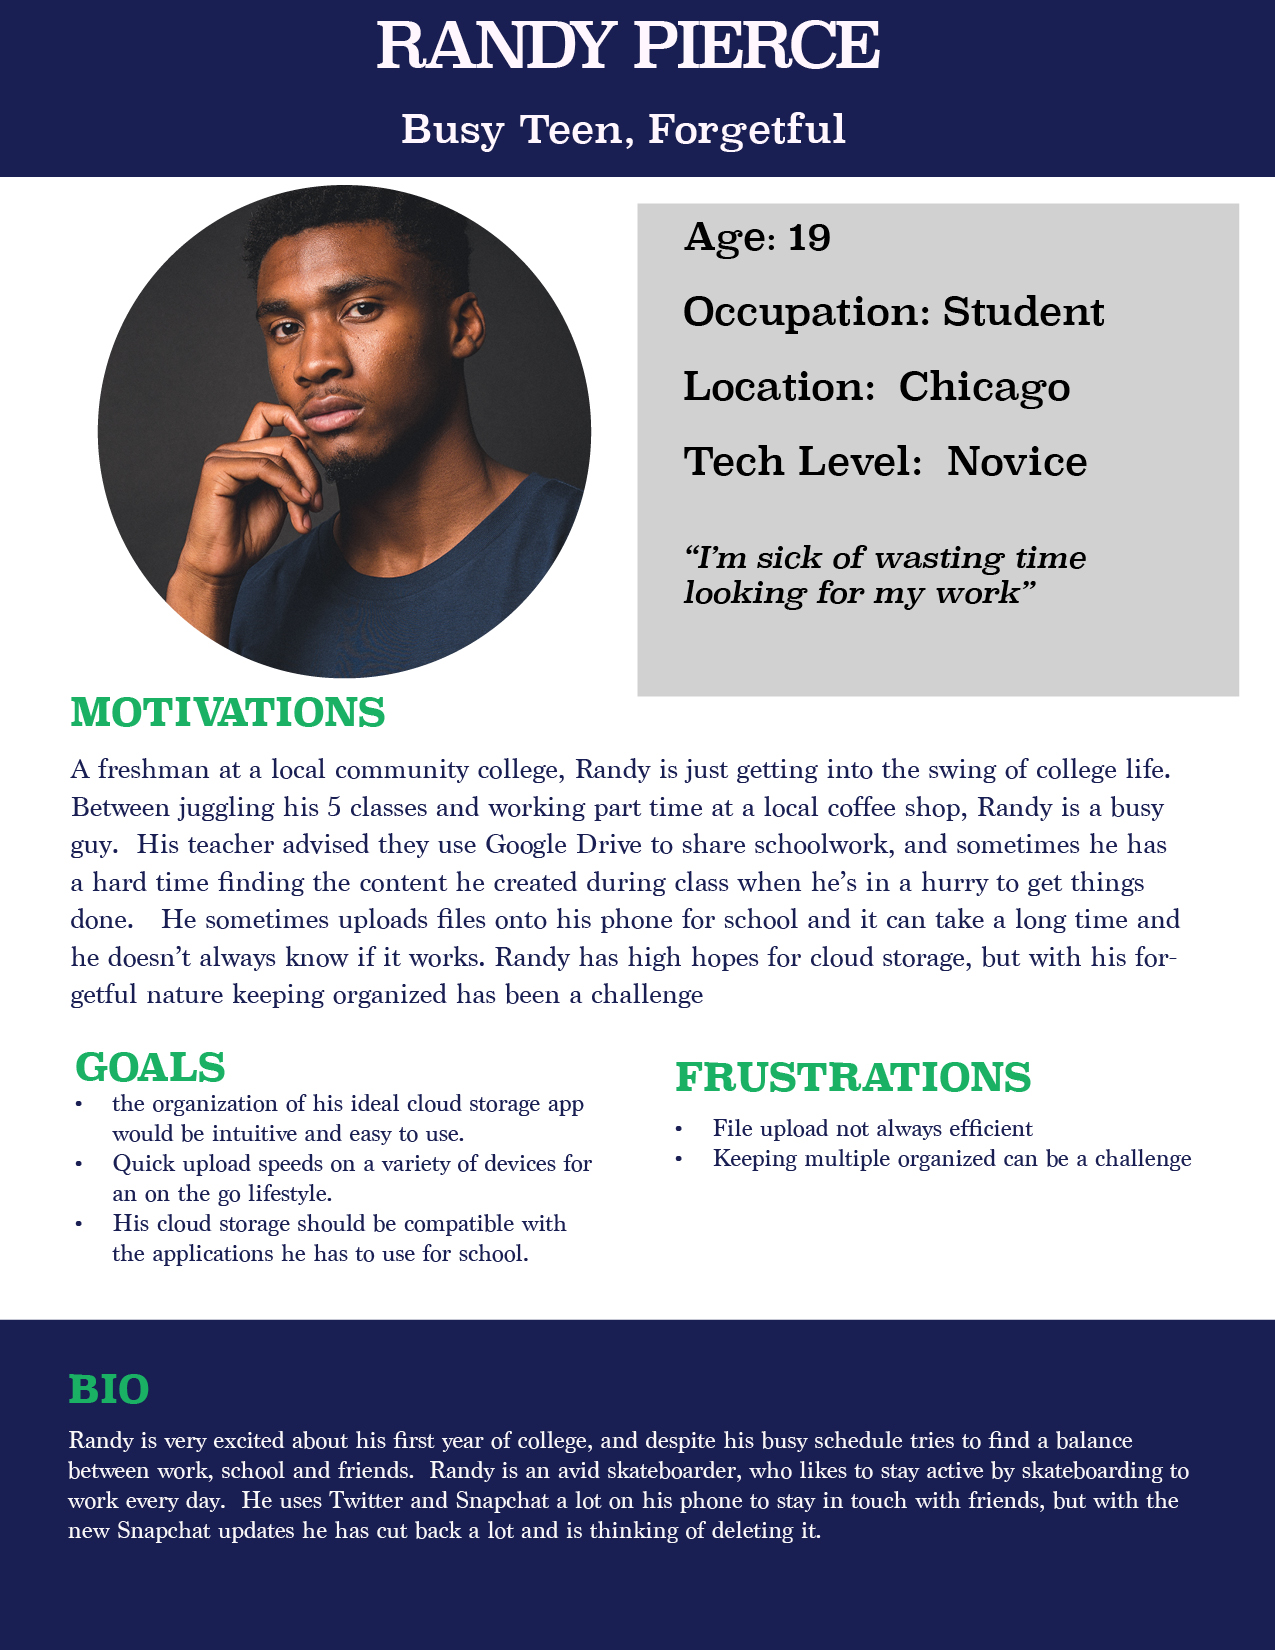 RANDY PIERCE
Busy Teen, Forgetful
Age: 19
Occupation: Student
Location:  Chicago
Tech Level:  Novice
“I’m sick of wasting time
looking for my work”
MOTIVATIONS
A freshman at a local community college, Randy is just getting into the swing of college life.
Between juggling his 5 classes and working part time at a local coffee shop, Randy is a busy
guy.  His teacher advised they use Google Drive to share schoolwork, and sometimes he has
a hard time finding the content he created during class when he’s in a hurry to get things
done.   He sometimes uploads files onto his phone for school and it can take a long time and
he doesn’t always know if it works. Randy has high hopes for cloud storage, but with his for-
getful nature keeping organized has been a challenge
GOALS
• the organization of his ideal cloud storage app
would be intuitive and easy to use.
• Quick upload speeds on a variety of devices for
an on the go lifestyle.
• His cloud storage should be compatible with
the applications he has to use for school.
FRUSTRATIONS
• File upload not always efficient
• Keeping multiple organized can be a challenge
BIO
Randy is very excited about his first year of college, and despite his busy schedule tries to find a balance
between work, school and friends.  Randy is an avid skateboarder, who likes to stay active by skateboarding to
work every day.  He uses Twitter and Snapchat a lot on his phone to stay in touch with friends, but with the
new Snapchat updates he has cut back a lot and is thinking of deleting it.